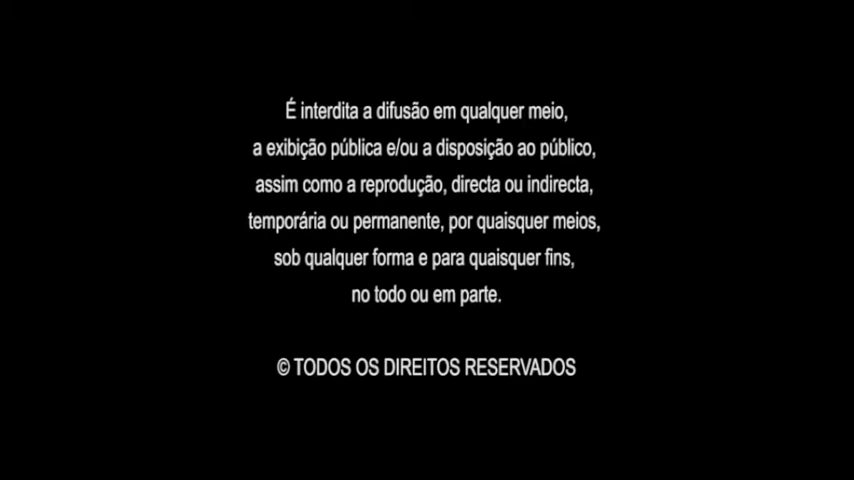 É interdita a difusão em qualquer meio,
a exibição pública e/ou a disposição ao público,
assim como a reprodução, directa ou indirecta,
temporária ou permanente, por quaisquer meios,
sob qualquer forma e para quaisquer fins,
no todo ou em parte.
© TODOS OS DIREITOS RESERVADOS